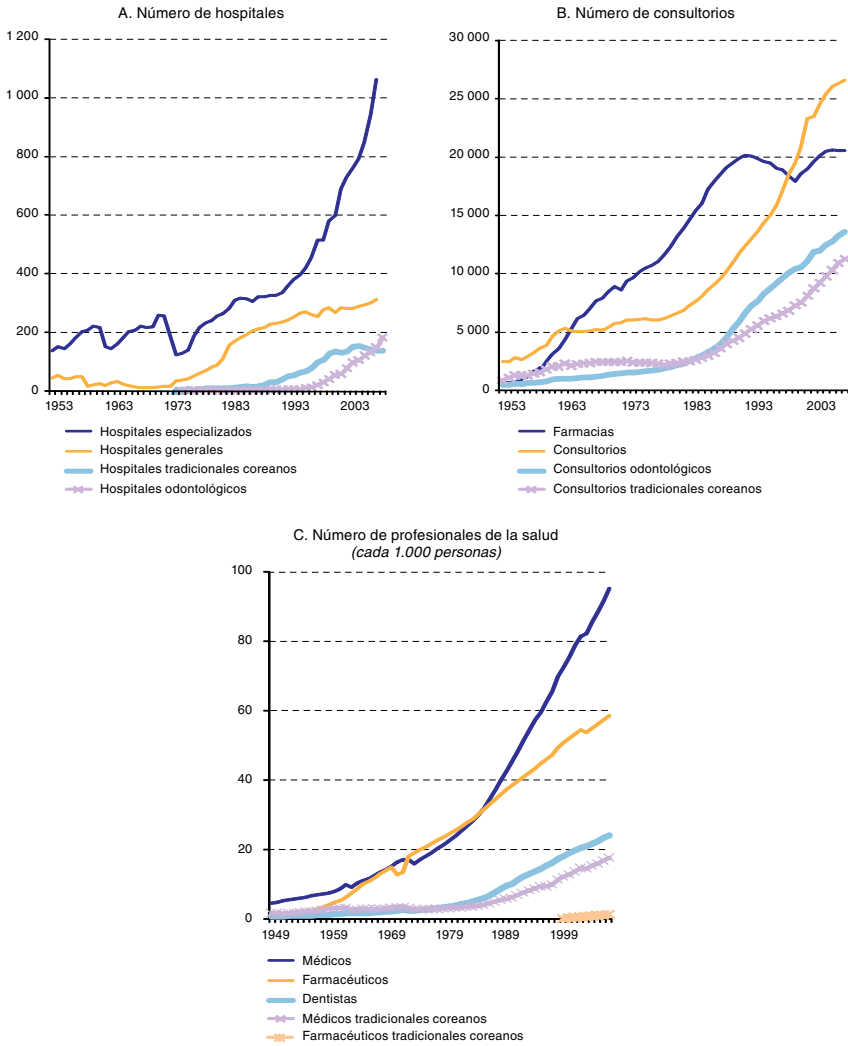 A. Número de hospitales
1 200
1 000
800
600
400
200
0
1953 1963 1973 1983 1993 2003
Hospitales especializados
Hospitales generales
Hospitales tradicionales coreanos
Hospitales odontológicos
B. Número de consultorios
30 000
25 000
20 000
15 000
10 000
5 000
0
1953 1963 1973 1983 1993 2003
Farmacias
Consultorios
Consultorios odontológicos
Consultorios tradicionales coreanos
C. Número de profesionales de la salud
(cada 1.000 personas)
100
80
60
40
20
0
1949 1959 1969 1979 1989 1999
Médicos
Farmacéuticos
Dentistas
Médicos tradicionales coreanos
Farmacéuticos tradicionales coreanos